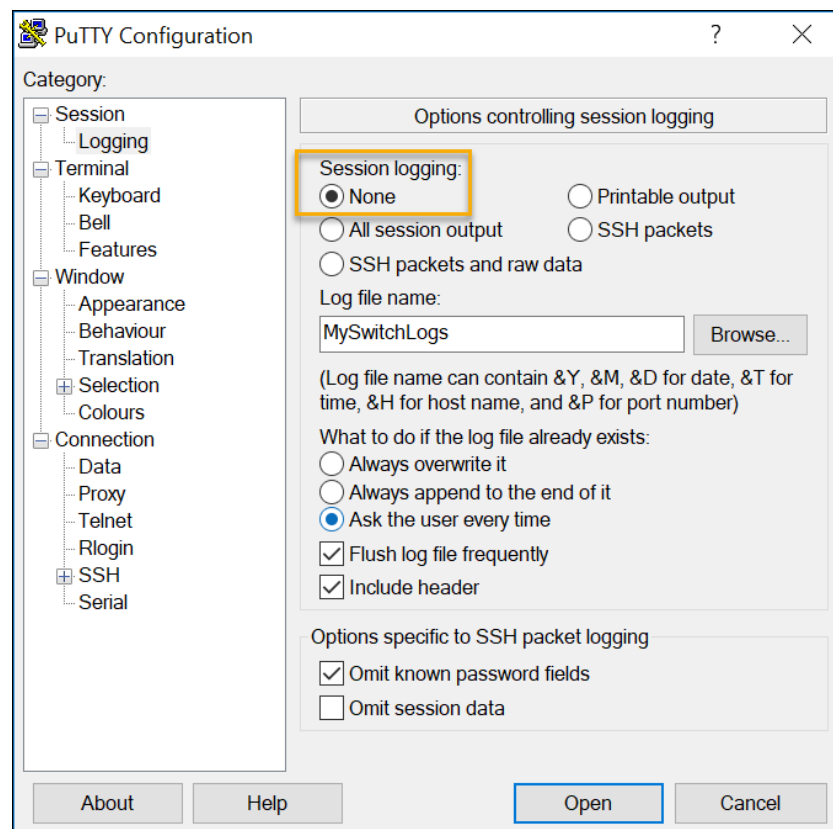 PuTTY Configuration
?
Category:
Session
Logging
Terminal
Keyboard
Bell
Features
Window
Appearance
Behaviour
Translation
Selection
Colours
Connection
Data
Proxy
Telnet
Rlogin
SSH
Serial
Options controlling session logging
Session logging:
None
Printable output
All session output
SSH packets
SSH packets and raw data
Log file name:
MySwitchLogs
Browse...
(Log file name can contain &Y, &M, &D for date, &T for
time, &H for host name, and &P for port number)
What to do if the log file already exists:
Always overwrite it
Always append to the end of it
Ask the user every time
Flush log file frequently
Include header
Options specific to SSH packet logging
Omit known password fields
Omit session data
About
Help
Open
Cancel